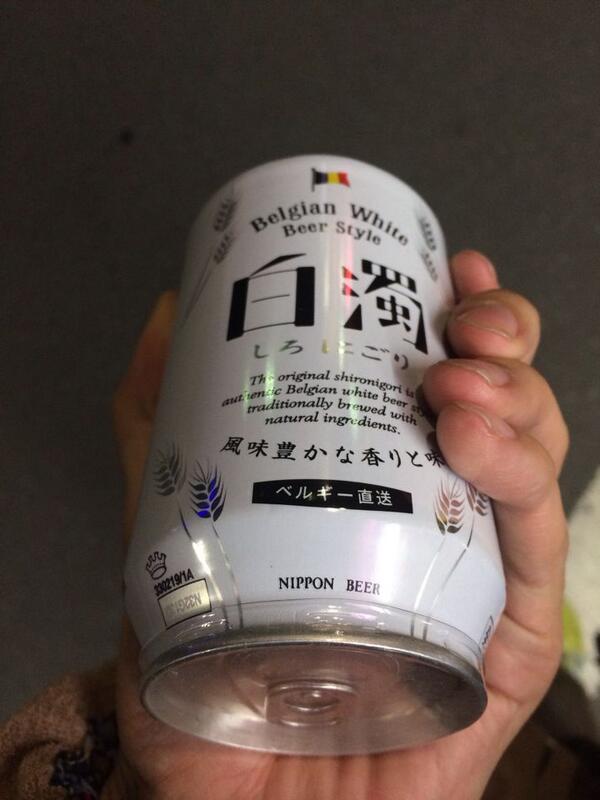 Belgian White
Beer Style
白濁
しろにごり
The original shironigori is
authentic Belgian white beer
traditionally brewed with
natural ingredients.
風味豊かな香りと味
ベルギー直送
NIPPON BEER